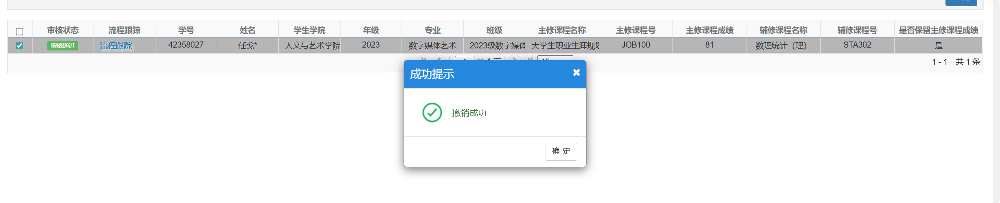 审核状态 流程跟踪 学号 姓名 学生学院 年级 专业 班级 主修课程名称 主修课程号 主修课程成绩 辅修课程名称 辅修课程号 是否保留主修课程成绩
审核通过 流程跟踪 42358027 任戈* 人文与艺术学院 2023 数字媒体艺术 2023级数字媒体 大学生职业生涯规划 JOB100 81 数理统计（理） STA302 是
1 共 1 页 15
1 - 1 共 1 条
成功提示
撤销成功
确 定